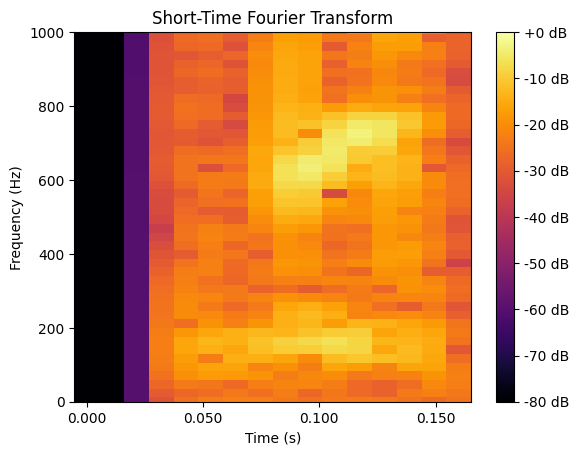 Short-Time Fourier Transform
1000
800
600
400
200
0
Frequency (Hz)
0.000
0.050
0.100
0.150
Time (s)
+0 dB
-10 dB
-20 dB
-30 dB
-40 dB
-50 dB
-60 dB
-70 dB
-80 dB